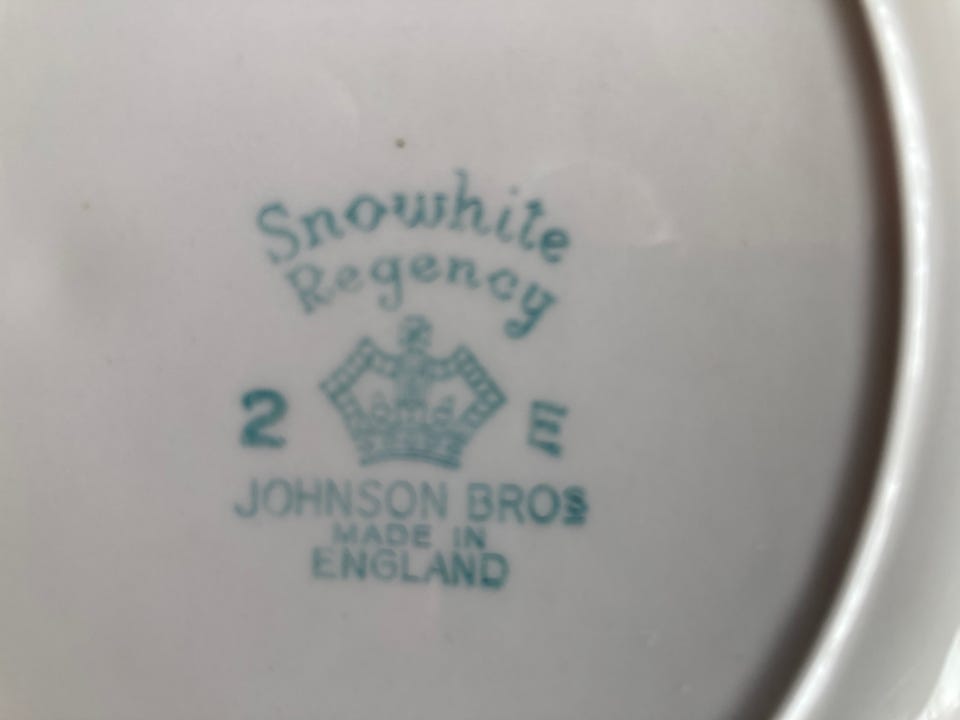 Snowhite
Regency
2 E
JOHNSON BROS
MADE IN
ENGLAND